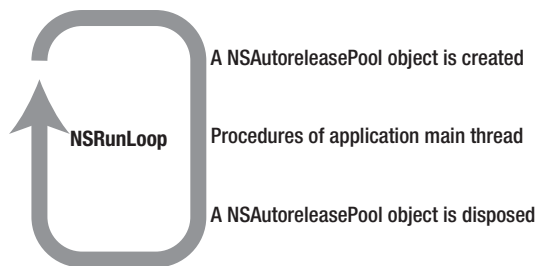 A NSAutoreleasePool object is created
NSRunLoop
Procedures of application main thread
A NSAutoreleasePool object is disposed